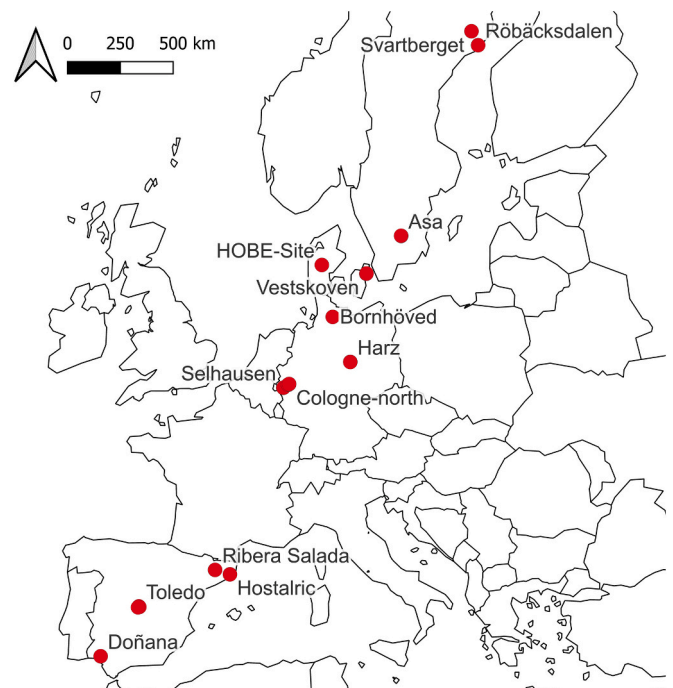 0 250 500 km
Röbäcksdalen
Svartberget
Asa
HOBE-Site
Vestskoven
Bornhöved
Harz
Selhausen
Cologne-north
Ribera Salada
Hostalric
Toledo
Doñana